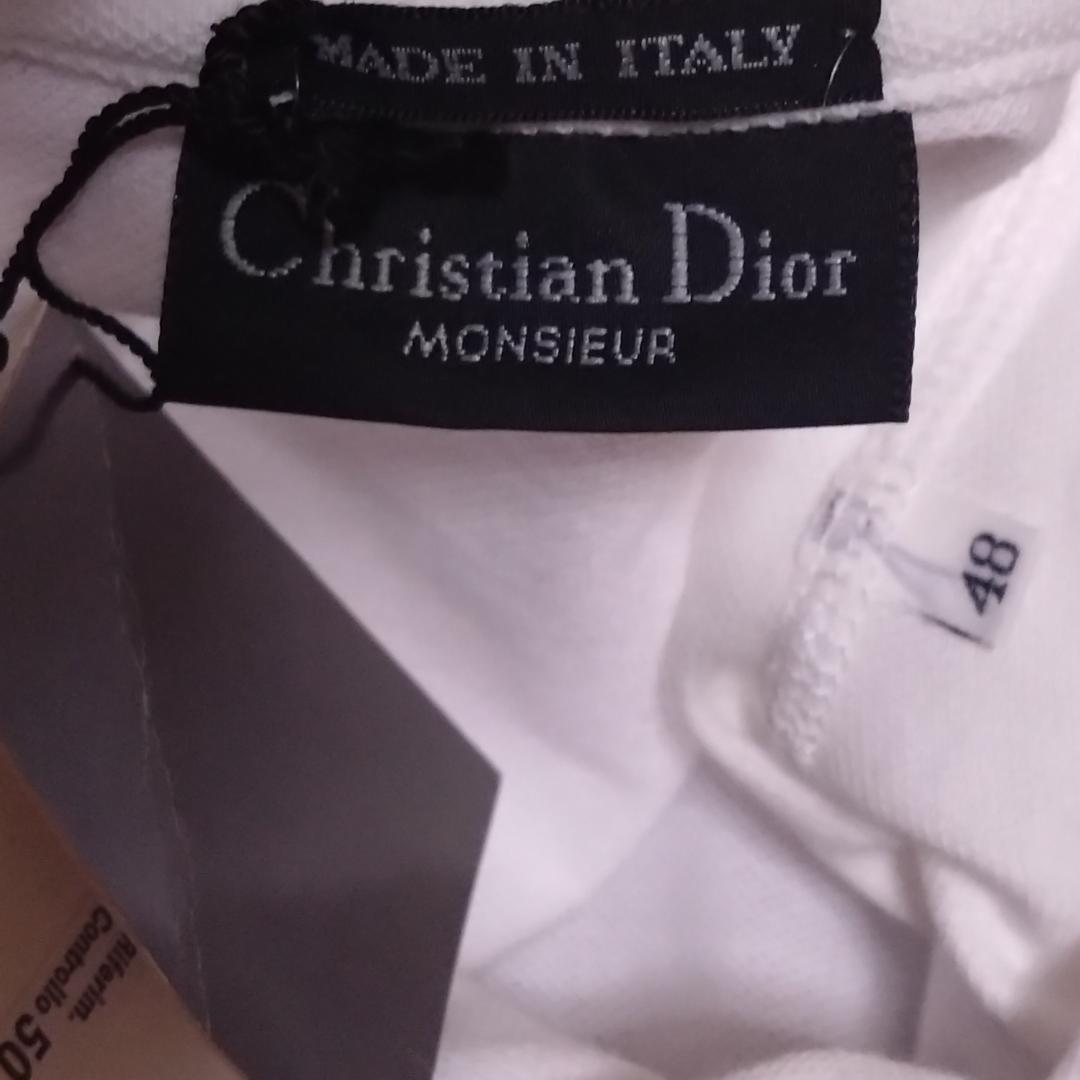 MADE IN ITALY
Christian Dior
MONSIEUR
48
Riferim.
Controllo 50